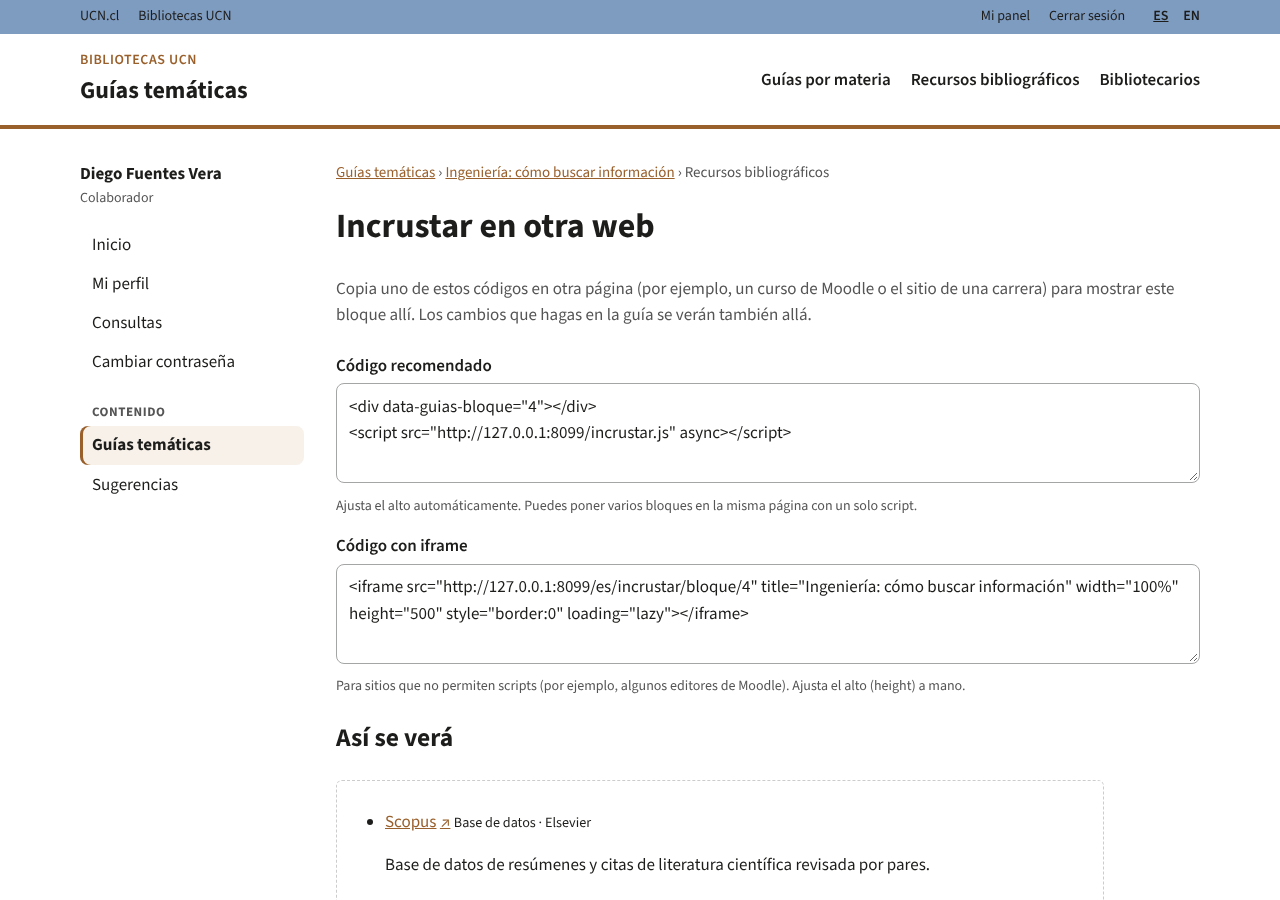 UCN.cl Bibliotecas UCN Mi panel Cerrar sesión ES EN
BIBLIOTECAS UCN
Guías temáticas
Guías por materia Recursos bibliográficos Bibliotecarios
Diego Fuentes Vera
Colaborador
Inicio
Mi perfil
Consultas
Cambiar contraseña
CONTENIDO
Guías temáticas
Sugerencias
Guías temáticas › Ingeniería: cómo buscar información › Recursos bibliográficos
Incrustar en otra web
Copia uno de estos códigos en otra página (por ejemplo, un curso de Moodle o el sitio de una carrera) para mostrar este
bloque allí. Los cambios que hagas en la guía se verán también allá.
Código recomendado
<div data-guias-bloque="4"></div>
<script src="http://127.0.0.1:8099/incrustar.js" async></script>
Ajusta el alto automáticamente. Puedes poner varios bloques en la misma página con un solo script.
Código con iframe
<iframe src="http://127.0.0.1:8099/es/incrustar/bloque/4" title="Ingeniería: cómo buscar información" width="100%"
height="500" style="border:0" loading="lazy"></iframe>
Para sitios que no permiten scripts (por ejemplo, algunos editores de Moodle). Ajusta el alto (height) a mano.
Así se verá
Scopus ↗ Base de datos · Elsevier
Base de datos de resúmenes y citas de literatura científica revisada por pares.